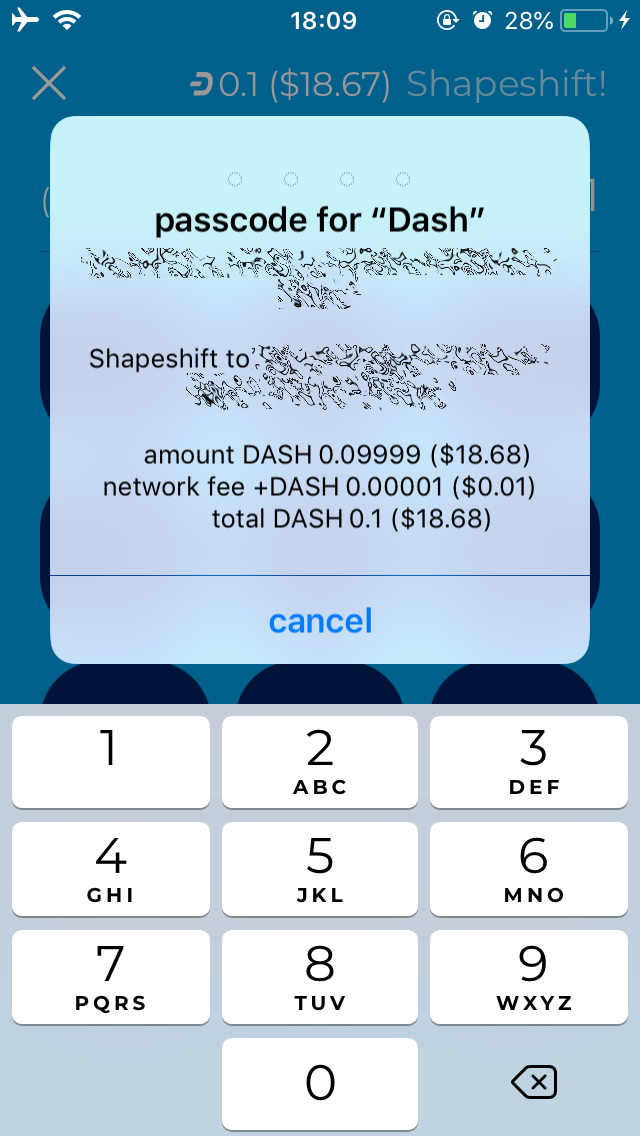 18:09 28%
0.1 ($18.67) Shapeshift!
passcode for “Dash”
Shapeshift to
amount DASH 0.09999 ($18.68)
network fee +DASH 0.00001 ($0.01)
total DASH 0.1 ($18.68)
cancel
1 2 3
ABC DEF
4 5 6
GHI JKL MNO
7 8 9
PQRS TUV WXYZ
0